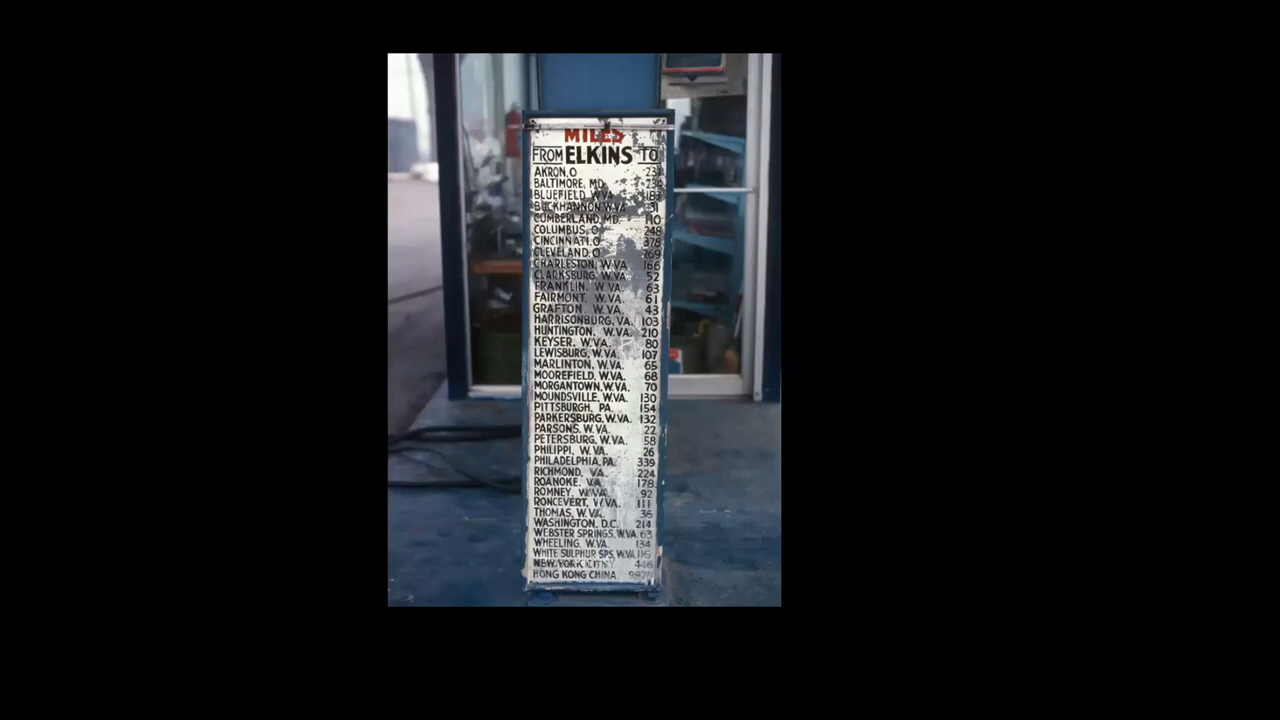 MILES
FROM ELKINS TO
AKRON, O 231
BALTIMORE, MD. 234
BLUEFIELD, W.VA 183
BUCKHANNON W.VA 31
CUMBERLAND, MD. 110
COLUMBUS, O 248
CINCINNATI, O 378
CLEVELAND, O 269
CHARLESTON, W.VA 166
CLARKSBURG, W.VA 52
FRANKLIN, W.VA 63
FAIRMONT, W.VA. 61
GRAFTON W.VA. 43
HARRISONBURG, VA. 103
HUNTINGTON, W.VA. 210
KEYSER, W.VA. 80
LEWISBURG, W.VA. 107
MARLINTON, W.VA. 65
MOOREFIELD, W.VA. 68
MORGANTOWN, W.VA. 70
MOUNDSVILLE, W.VA. 130
PITTSBURGH, PA. 154
PARKERSBURG, W.VA. 132
PARSONS, W.VA. 22
PETERSBURG, W.VA. 58
PHILIPPI, W.VA. 26
PHILADELPHIA, PA. 339
RICHMOND, VA. 224
ROANOKE, VA. 178
ROMNEY, W.VA. 92
RONCEVERT, W.VA. 111
THOMAS, W.VA. 36
WASHINGTON, D.C. 214
WEBSTER SPRINGS, W.VA. 63
WHEELING, W.VA. 134
WHITE SULPHUR SPS, W.VA.
NEW YORK CITY 446
HONG KONG CHINA